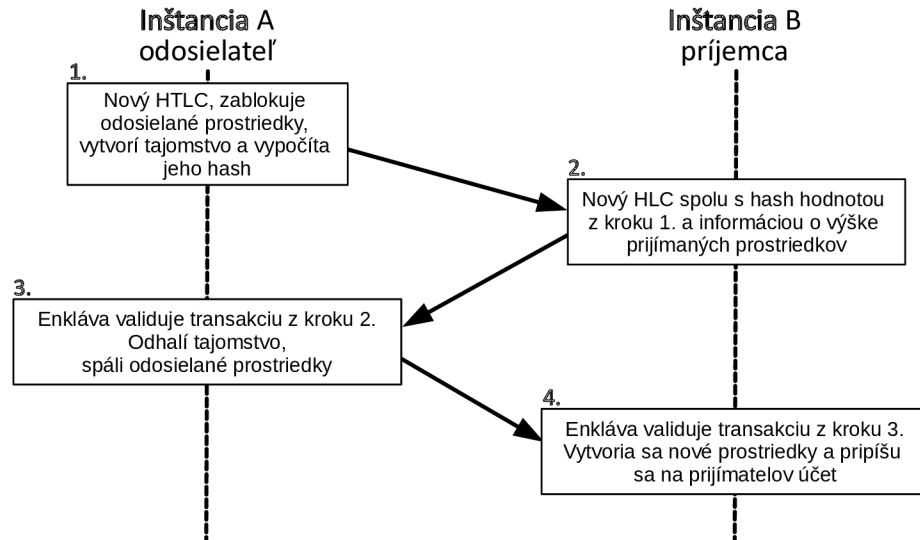 Inštancia A
odosielateľ
Inštancia B
príjemca
1.
Nový HTLC, zablokuje
odosielané prostriedky,
vytvorí tajomstvo a vypočíta
jeho hash
2.
Nový HLC spolu s hash hodnotou
z kroku 1. a informáciou o výške
prijímaných prostriedkov
3.
Enkláva validuje transakciu z kroku 2.
Odhalí tajomstvo,
spáli odosielané prostriedky
4.
Enkláva validuje transakciu z kroku 3.
Vytvoria sa nové prostriedky a pripíšu
sa na prijímatelov účet